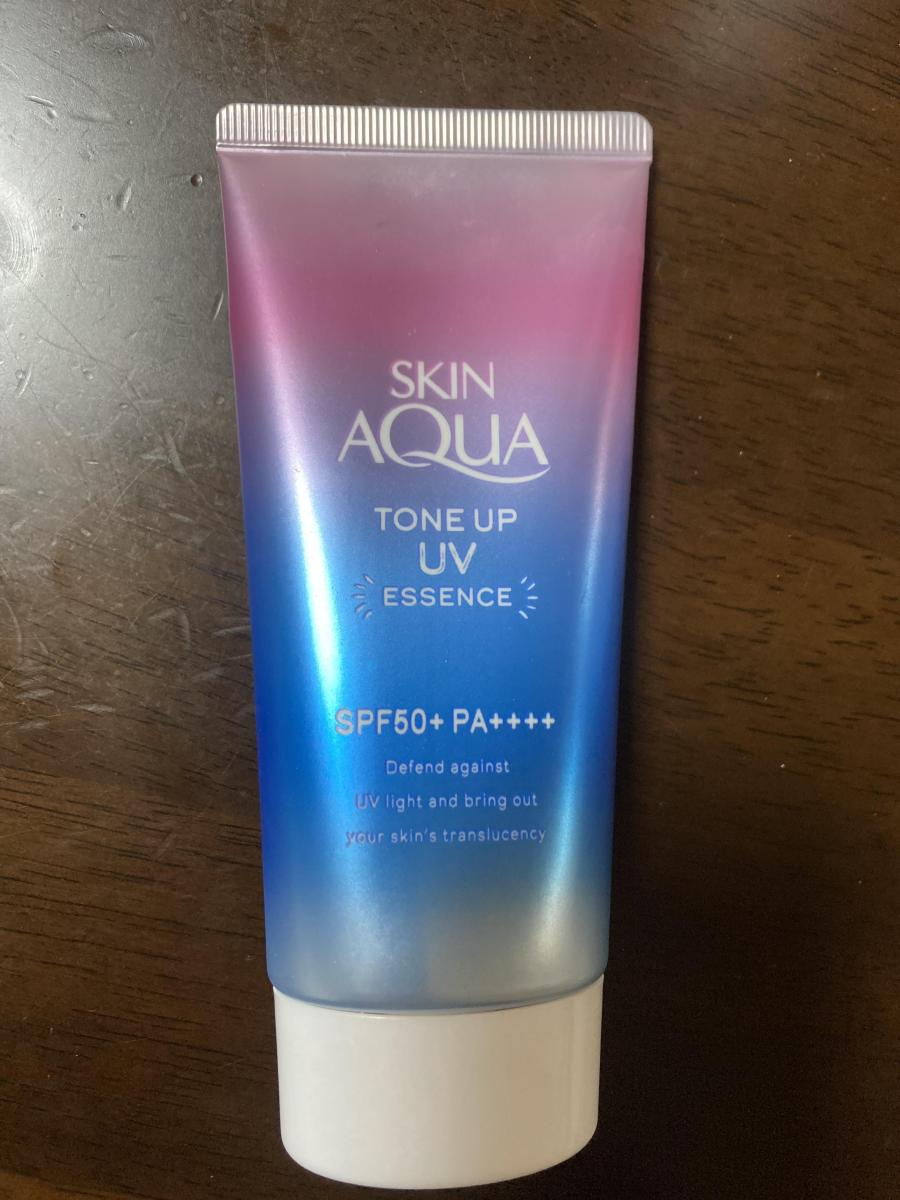 SKIN
AQUA
TONE UP
UV
ESSENCE
SPF50+ PA++++
Defend against
UV light and bring out
your skin's translucency